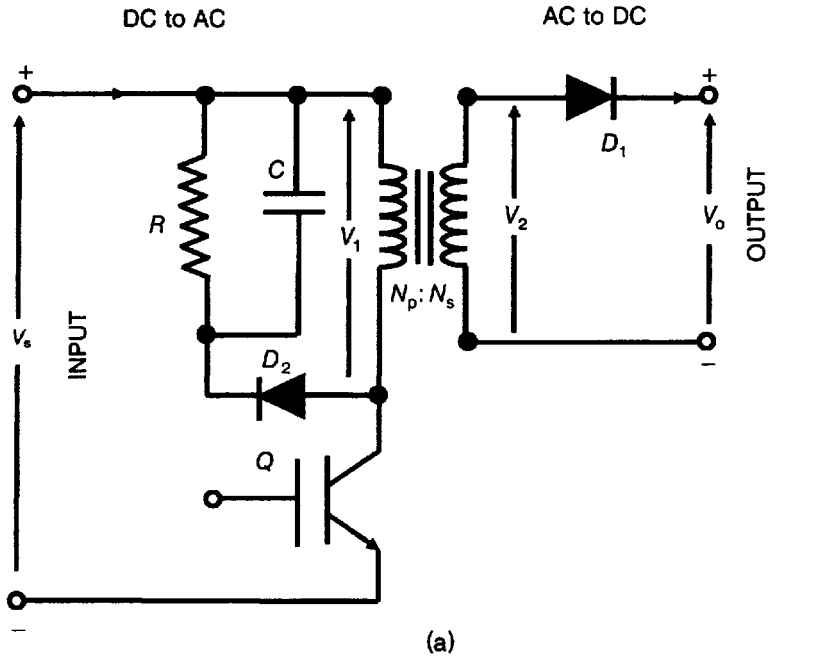 DC to AC
AC to DC
+
+
C
D₁
R
V₁
V₂
Vₒ
OUTPUT
Nₚ : Nₛ
Vₛ
INPUT
D₂
−
Q
−
(a)